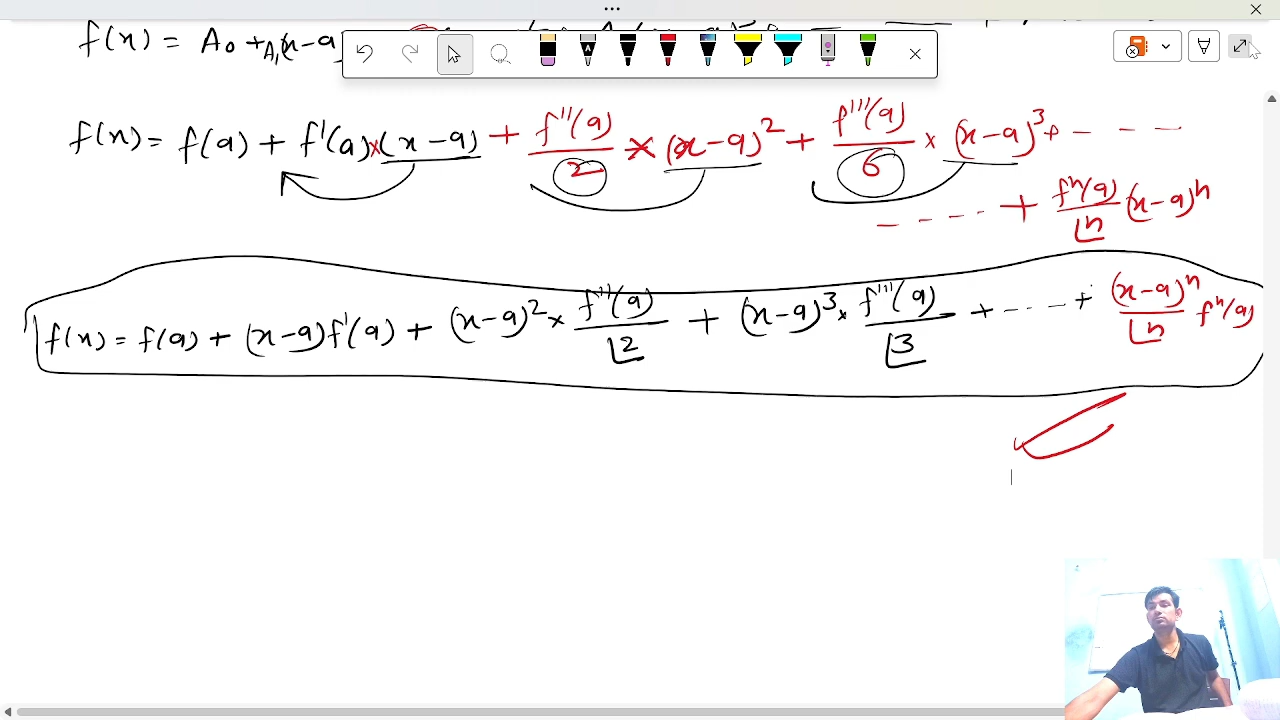 f(x) = A₀ + A₁(x-a
f(x) = f(a) + f'(a)×(x-a) + f''(a)/2 × (x-a)² + f'''(a)/6 × (x-a)³ + - - - -
- - - - - + fⁿ(a)/⌊n (x-a)ⁿ
f(x) = f(a) + (x-a)f'(a) + (x-a)² × f'''(a)/⌊2 + (x-a)³ × f'''(a)/⌊3 + - - - - + (x-a)ⁿ/⌊n fⁿ(a)